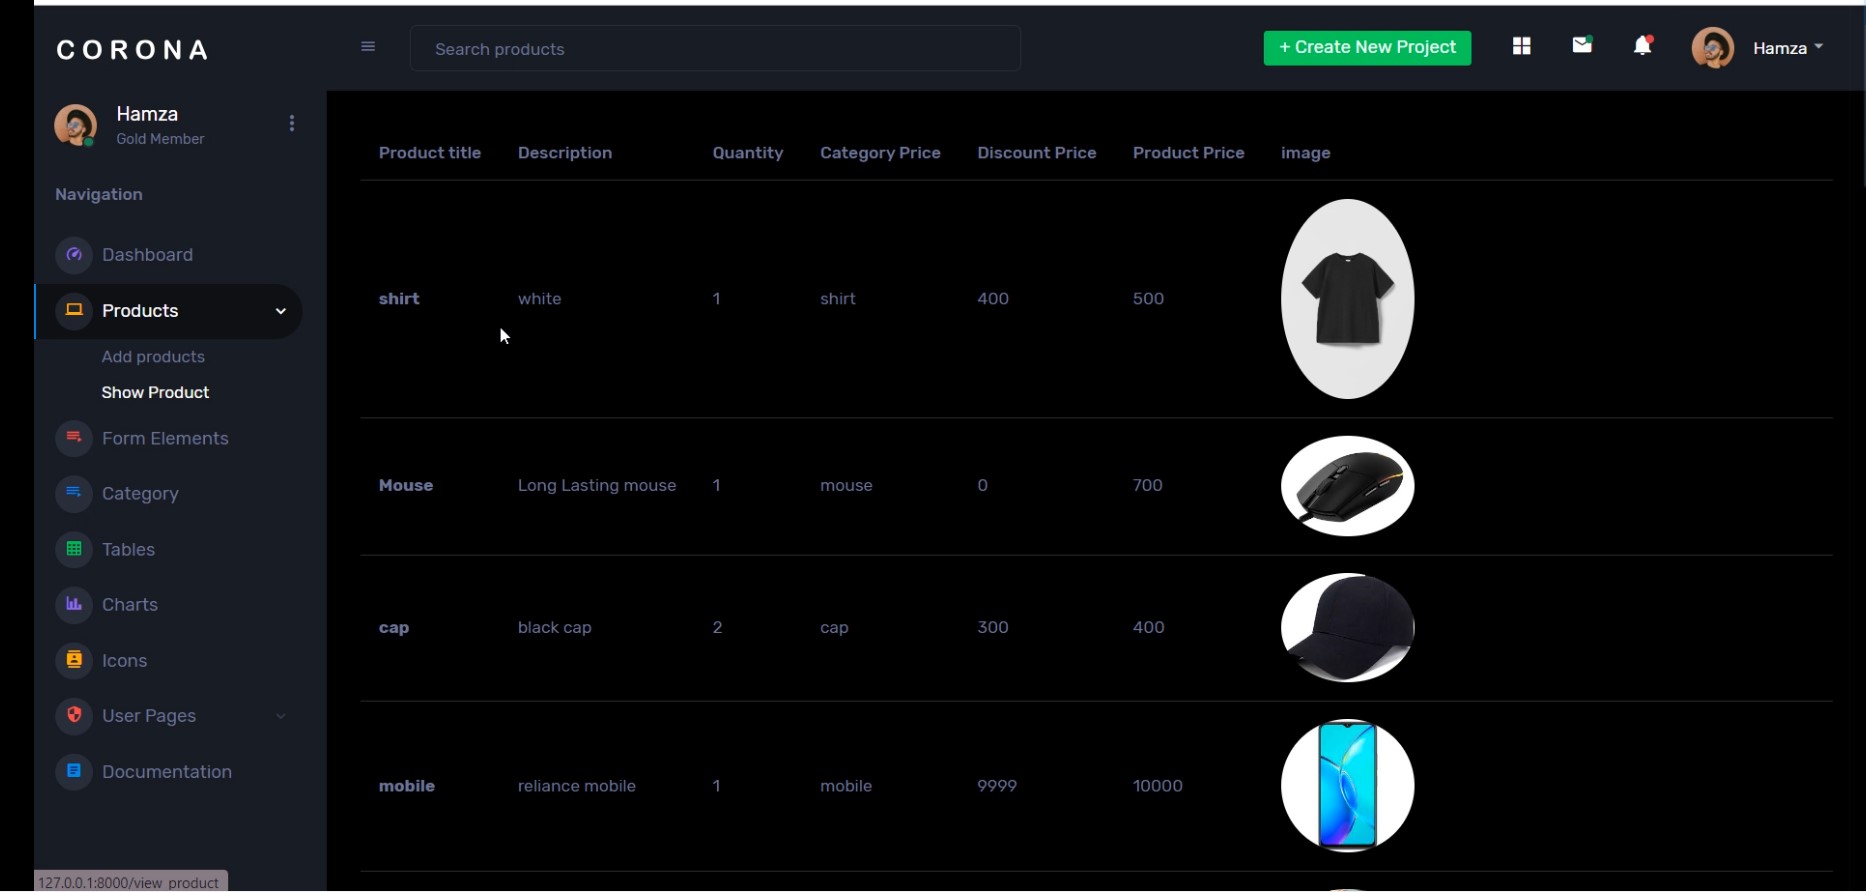 CORONA
Search products
+ Create New Project
Hamza
Hamza
Gold Member
Navigation
Dashboard
Products
Add products
Show Product
Form Elements
Category
Tables
Charts
Icons
User Pages
Documentation
Product title Description Quantity Category Price Discount Price Product Price image
shirt white 1 shirt 400 500
Mouse Long Lasting mouse 1 mouse 0 700
cap black cap 2 cap 300 400
mobile reliance mobile 1 mobile 9999 10000
127.0.0.1:8000/view_product